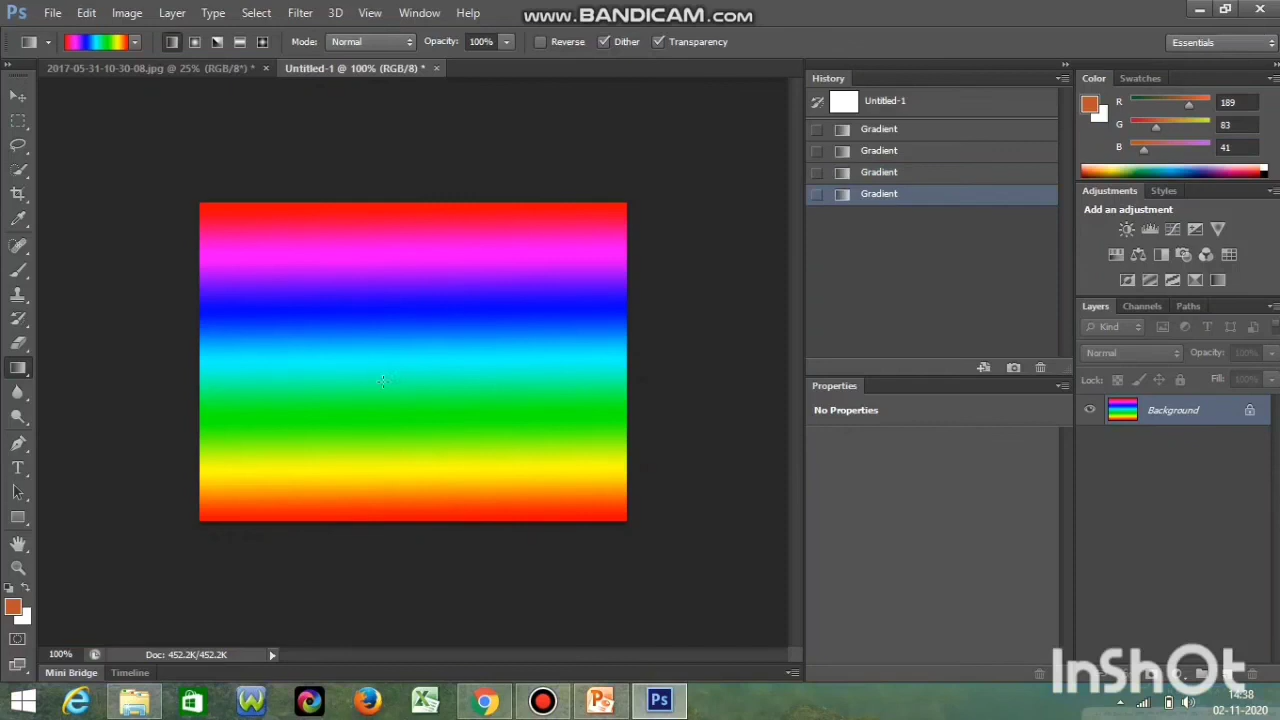 Ps File Edit Image Layer Type Select Filter 3D View Window Help
www.BANDICAM.com
Mode: Normal Opacity: 100% Reverse Dither Transparency Essentials
2017-05-31-10-30-08.jpg @ 25% (RGB/8*) * × Untitled-1 @ 100% (RGB/8) * ×
History
Untitled-1
Gradient
Gradient
Gradient
Gradient
Properties
No Properties
Color Swatches
R 189
G 83
B 41
Adjustments Styles
Add an adjustment
Layers Channels Paths
Kind
Normal Opacity: 100%
Lock: Fill: 100%
Background
100% Doc: 452.2K/452.2K
Mini Bridge Timeline
InShOt
Ps
14:38
02-11-2020